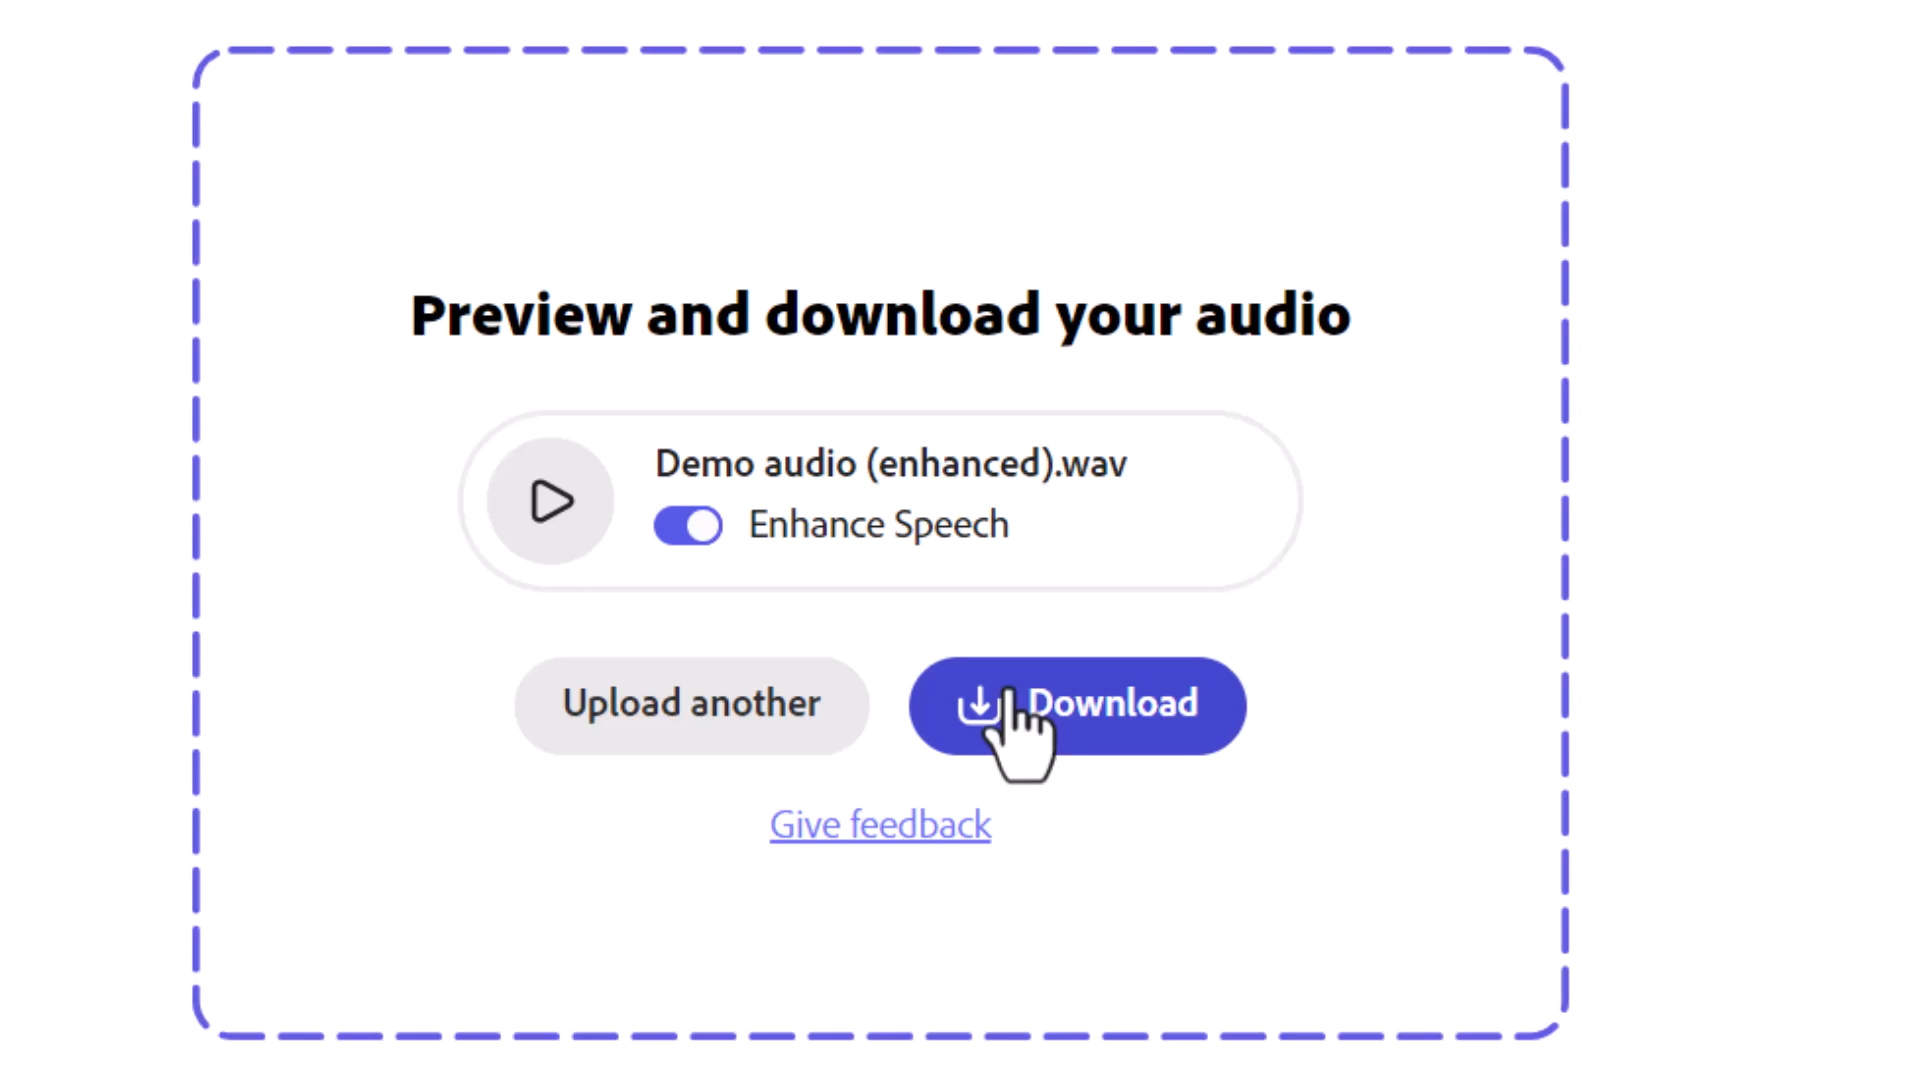 Preview and download your audio
Demo audio (enhanced).wav
Enhance Speech
Upload another
Download
Give feedback